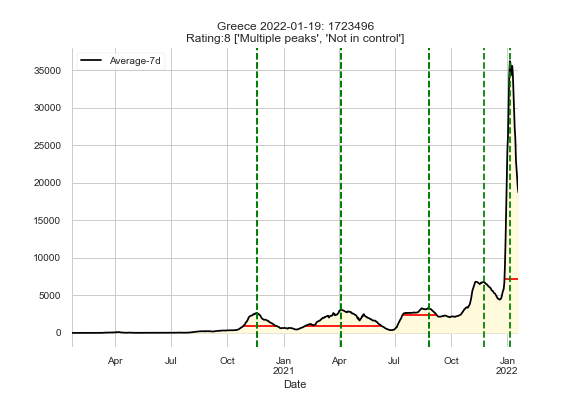 Greece 2022-01-19: 1723496
Rating:8 ['Multiple peaks', 'Not in control']
Average-7d
35000
30000
25000
20000
15000
10000
5000
0
Apr Jul Oct Jan Apr Jul Oct Jan
2021 2022
Date